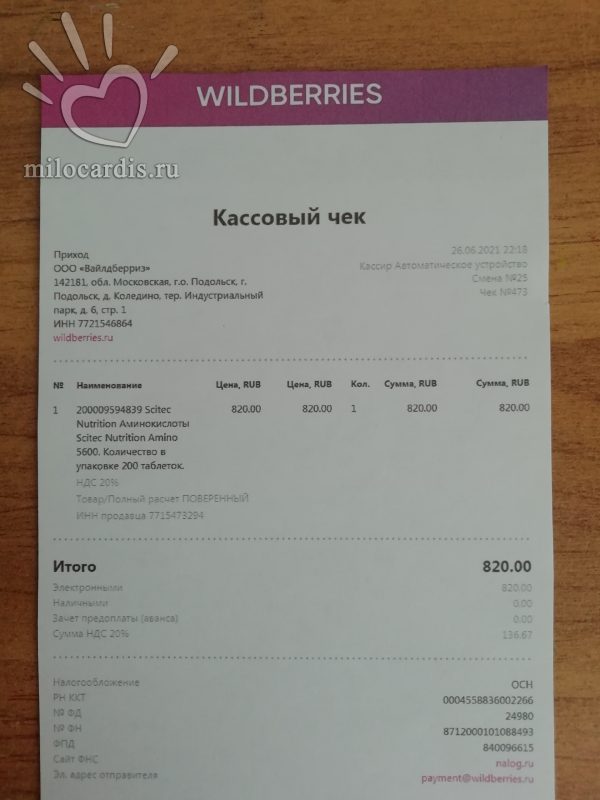 WILDBERRIES
milocardis.ru
Кассовый чек
Приход
ООО «Вайлдберриз»
142181, обл. Московская, г.о. Подольск, г.
Подольск, д. Коледино, тер. Индустриальный
парк, д. 6, стр. 1
ИНН 7721546864
wildberries.ru
26.06.2021 22:18
Кассир Автоматическое устройство
Смена №25
Чек №473
№ Наименование Цена, RUB Цена, RUB Кол. Сумма, RUB Сумма, RUB
1 200009594839 Scitec 820.00 820.00 1 820.00 820.00
Nutrition Аминокислоты
Scitec Nutrition Amino
5600. Количество в
упаковке 200 таблеток.
НДС 20%
Товар/Полный расчет ПОВЕРЕННЫЙ
ИНН продавца 7715473294
Итого 820.00
Электронными 820.00
Наличными 0.00
Зачет предоплаты (аванса) 0.00
Сумма НДС 20% 136.67
Налогообложение ОСН
РН ККТ 0004558836002266
№ ФД 24980
№ ФН 8712000101088493
ФПД 840096615
Сайт ФНС nalog.ru
Эл. адрес отправителя payment@wildberries.ru